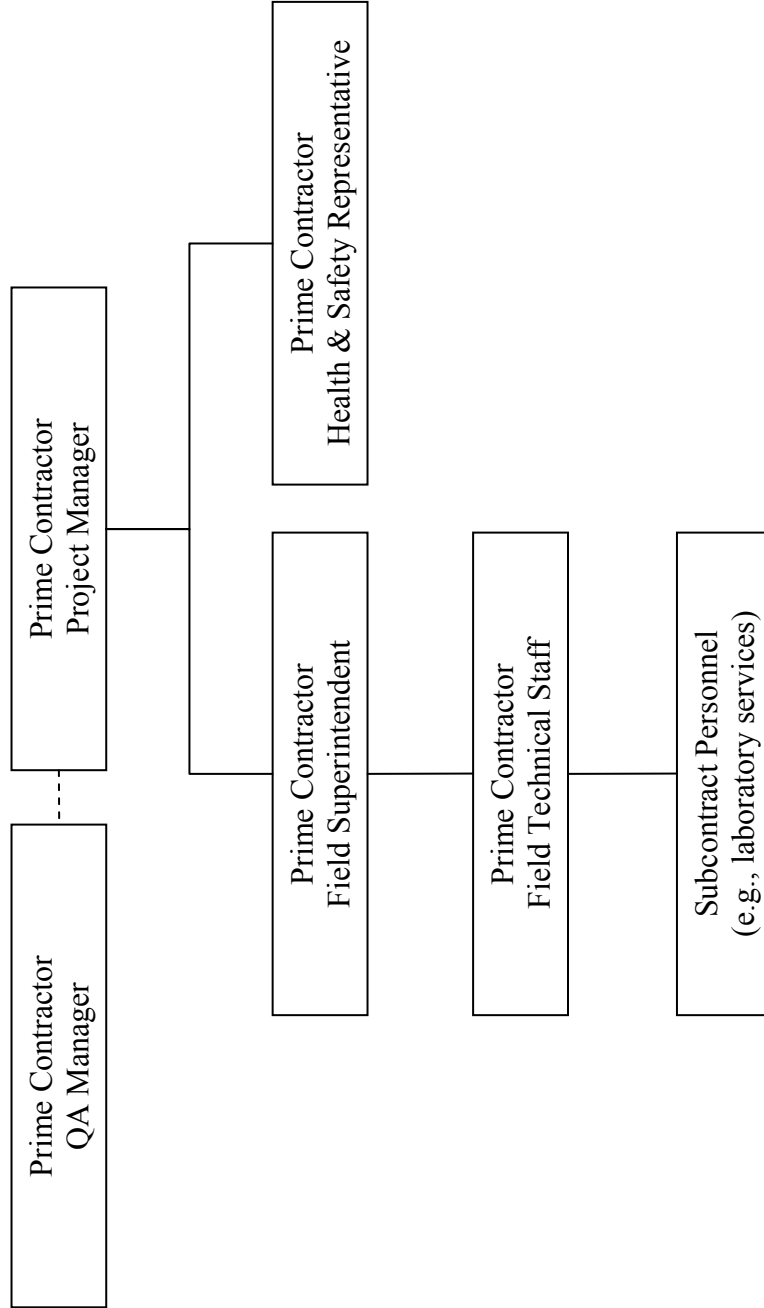 Prime Contractor
QA Manager
Prime Contractor
Project Manager
Prime Contractor
Field Superintendent
Prime Contractor
Health & Safety Representative
Prime Contractor
Field Technical Staff
Subcontract Personnel
(e.g., laboratory services)